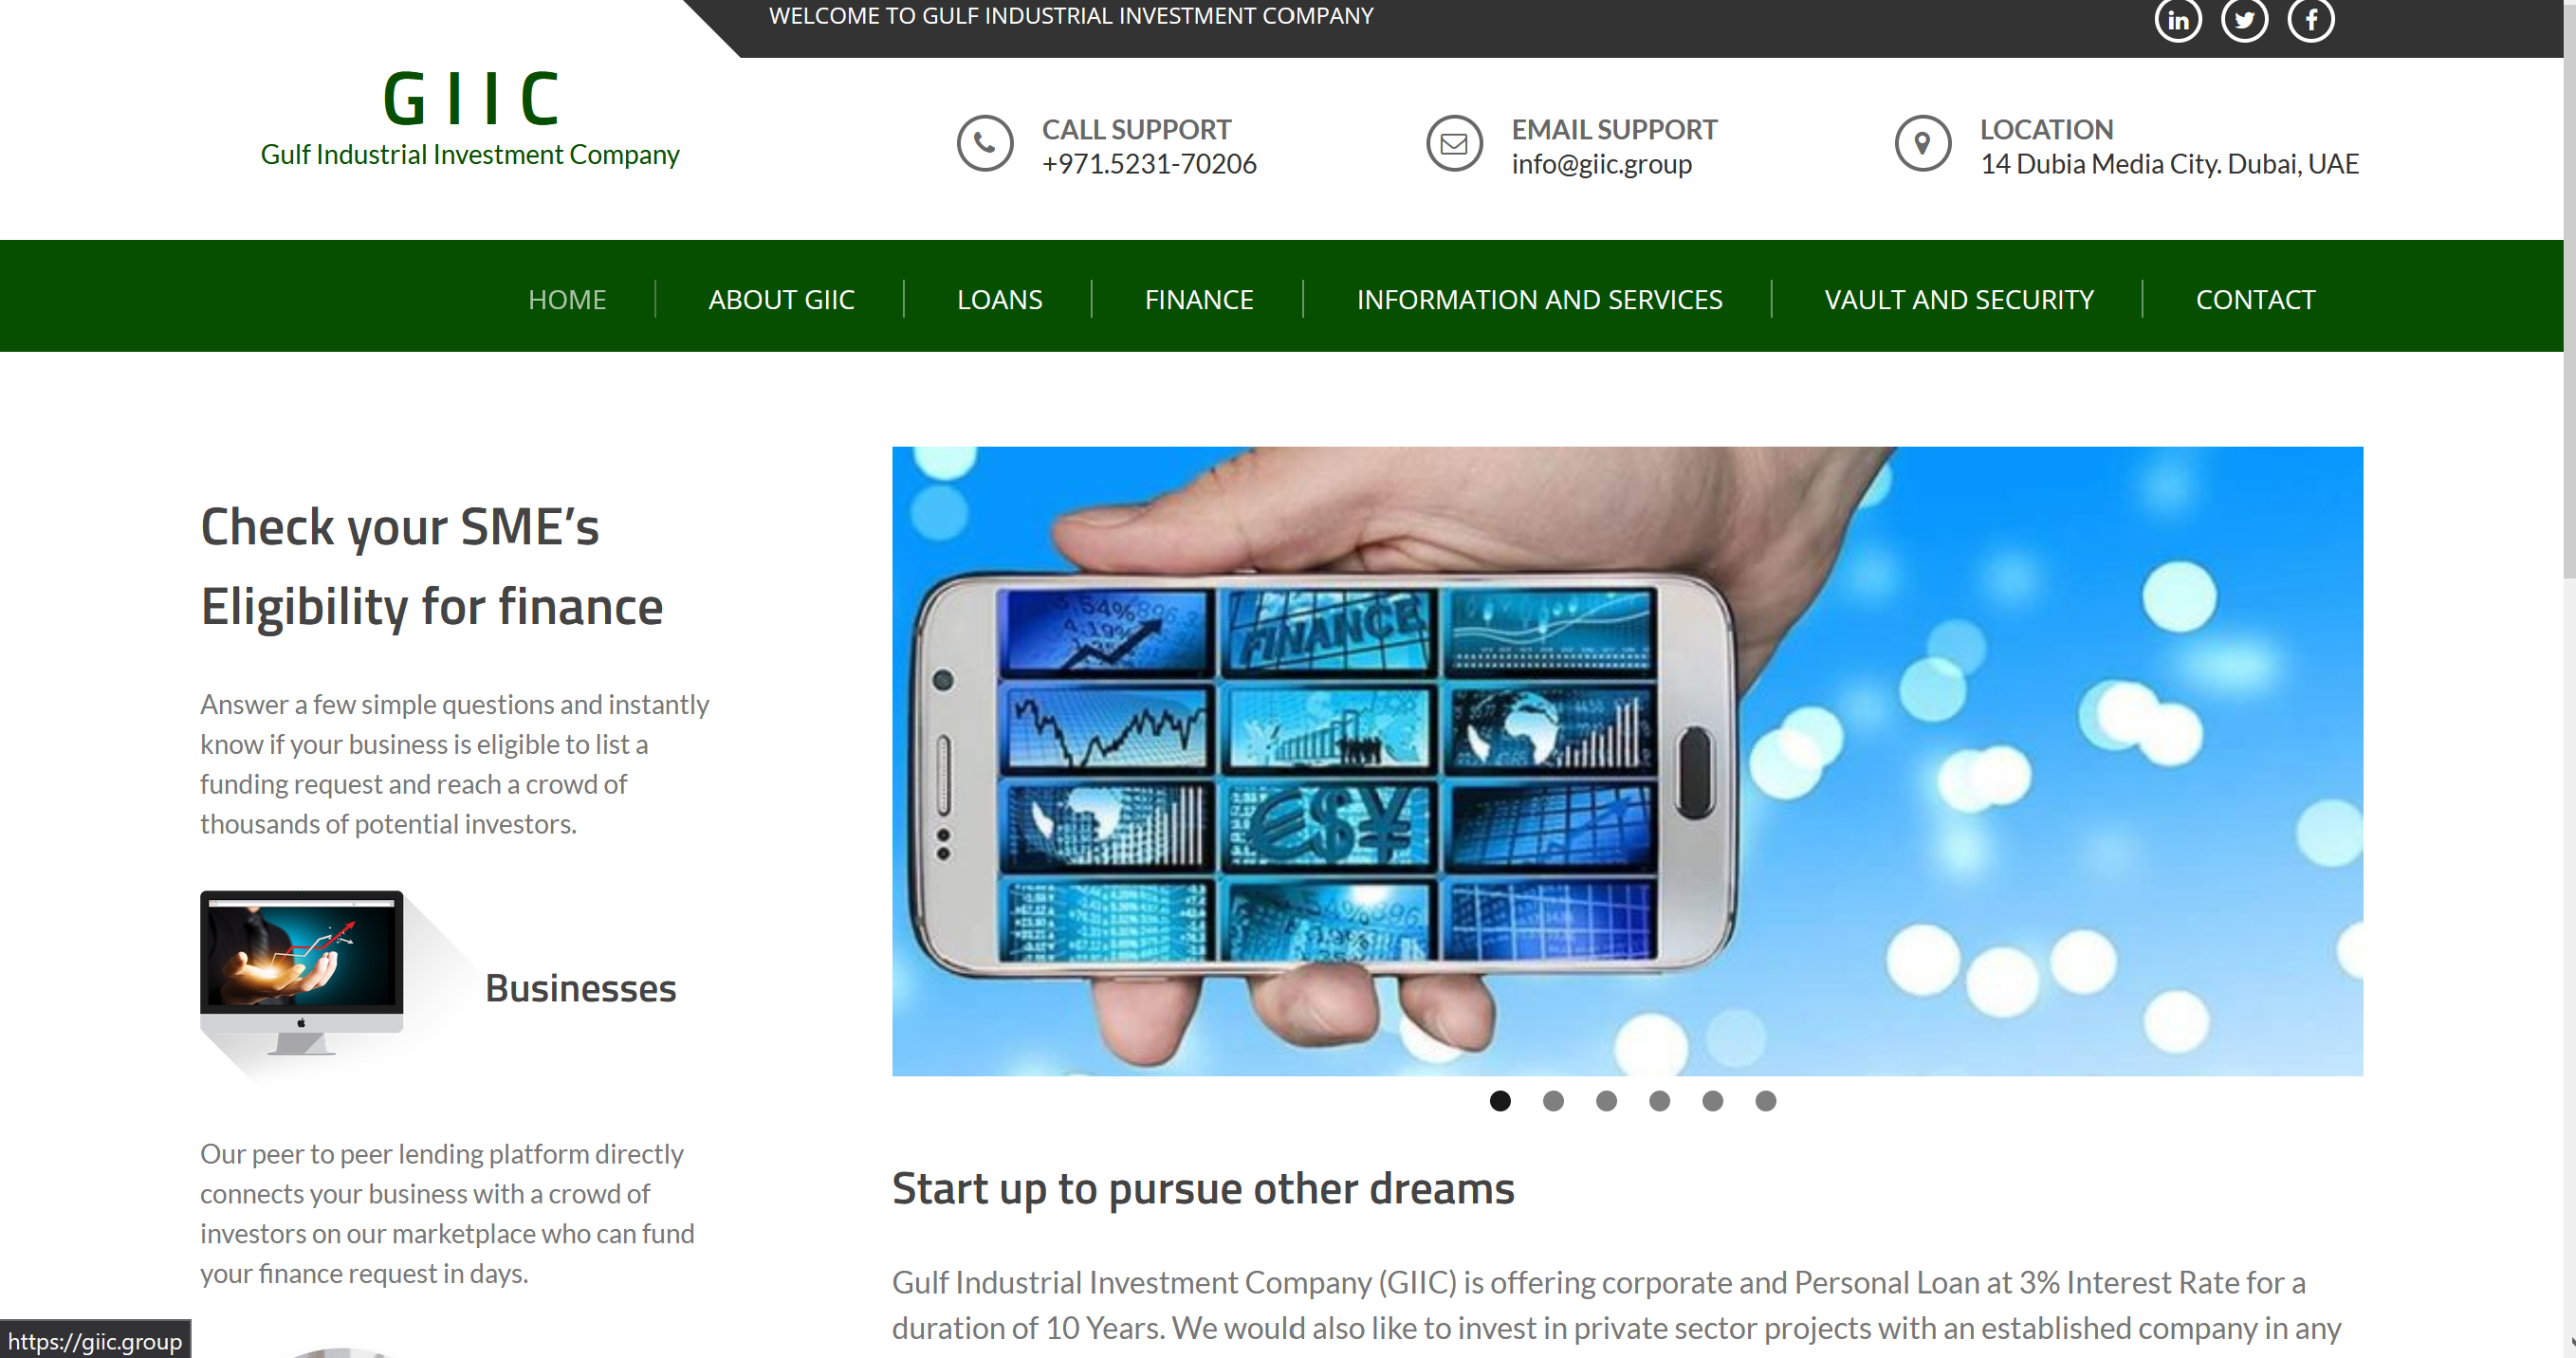 WELCOME TO GULF INDUSTRIAL INVESTMENT COMPANY
G I I C
Gulf Industrial Investment Company
CALL SUPPORT
+971.5231-70206
EMAIL SUPPORT
info@giic.group
LOCATION
14 Dubia Media City. Dubai, UAE
HOME
ABOUT GIIC
LOANS
FINANCE
INFORMATION AND SERVICES
VAULT AND SECURITY
CONTACT
Check your SME’s
Eligibility for finance
Answer a few simple questions and instantly
know if your business is eligible to list a
funding request and reach a crowd of
thousands of potential investors.
Businesses
Our peer to peer lending platform directly
connects your business with a crowd of
investors on our marketplace who can fund
your finance request in days.
FINANCE
€$¥
Start up to pursue other dreams
Gulf Industrial Investment Company (GIIC) is offering corporate and Personal Loan at 3% Interest Rate for a
duration of 10 Years. We would also like to invest in private sector projects with an established company in any
https://giic.group